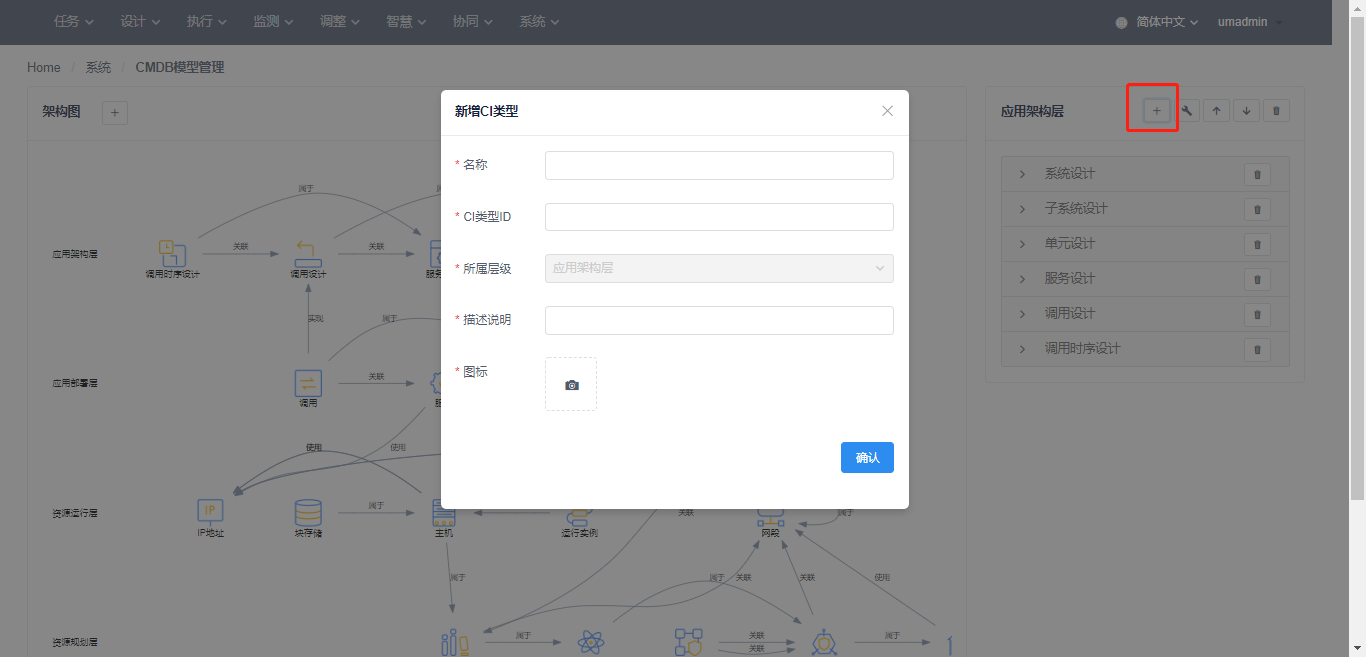 任务 设计 执行 监测 调整 智慧 协同 系统 简体中文 umadmin
Home / 系统 / CMDB模型管理
架构图
新增CI类型
应用架构层
* 名称
* CI类型ID
* 所属层级 应用架构层
* 描述说明
* 图标
确认
系统设计
子系统设计
单元设计
服务设计
调用设计
调用时序设计
属于
应用架构层
关联 关联
调用时序设计 调用设计 服务
实现 属于
应用部署层
关联
调用
使用 使用
资源运行层
IP
属于 关联 属于
IP地址 块存储 主机 运行实例 网段
属于 属于 关联 关联 使用
资源规划层
属于 关联 属于
关联